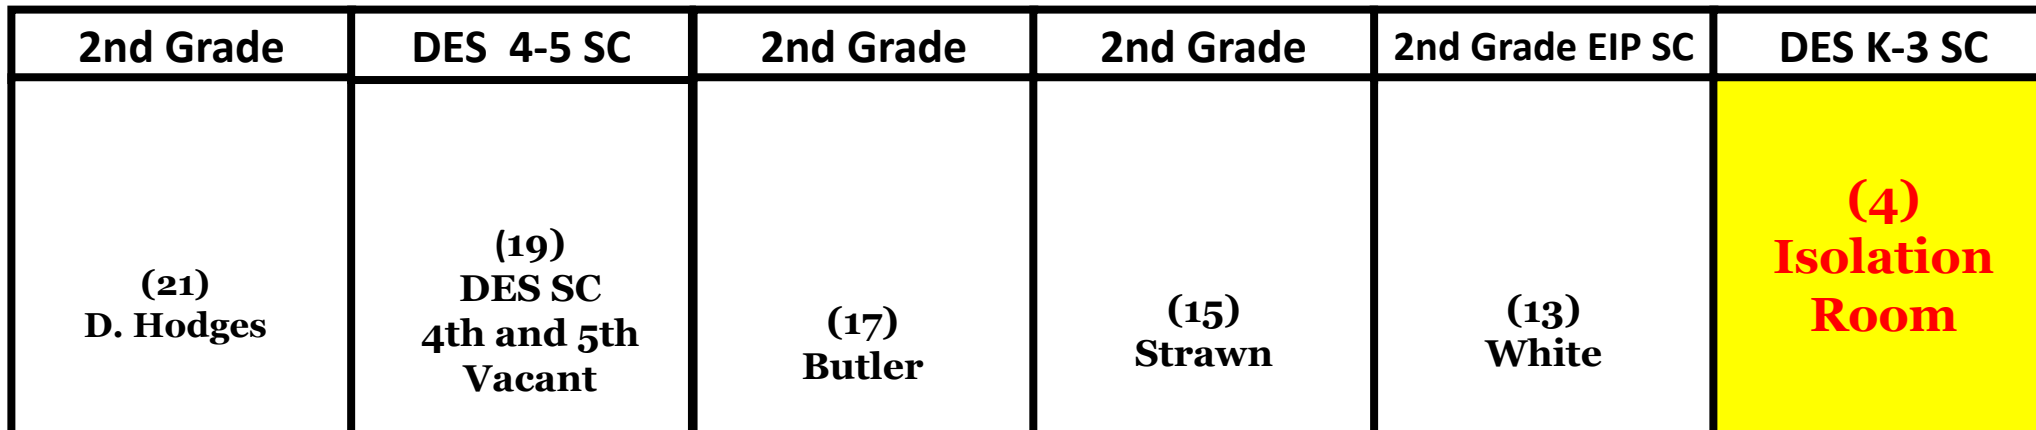 2nd Grade
DES 4-5 SC
2nd Grade
2nd Grade
2nd Grade EIP SC
DES K-3 SC
(21)
D. Hodges
(19)
DES SC
4th and 5th
Vacant
(17)
Butler
(15)
Strawn
(13)
White
(4)
Isolation
Room